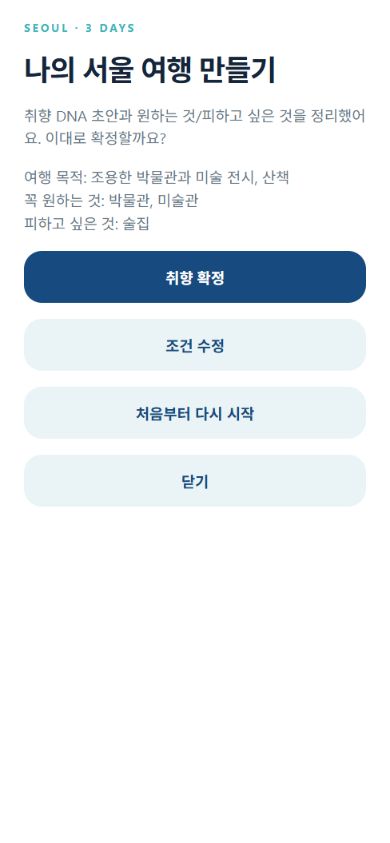 SEOUL · 3 DAYS
나의 서울 여행 만들기
취향 DNA 초안과 원하는 것/피하고 싶은 것을 정리했어
요. 이대로 확정할까요?
여행 목적: 조용한 박물관과 미술 전시, 산책
꼭 원하는 것: 박물관, 미술관
피하고 싶은 것: 술집
취향 확정
조건 수정
처음부터 다시 시작
닫기